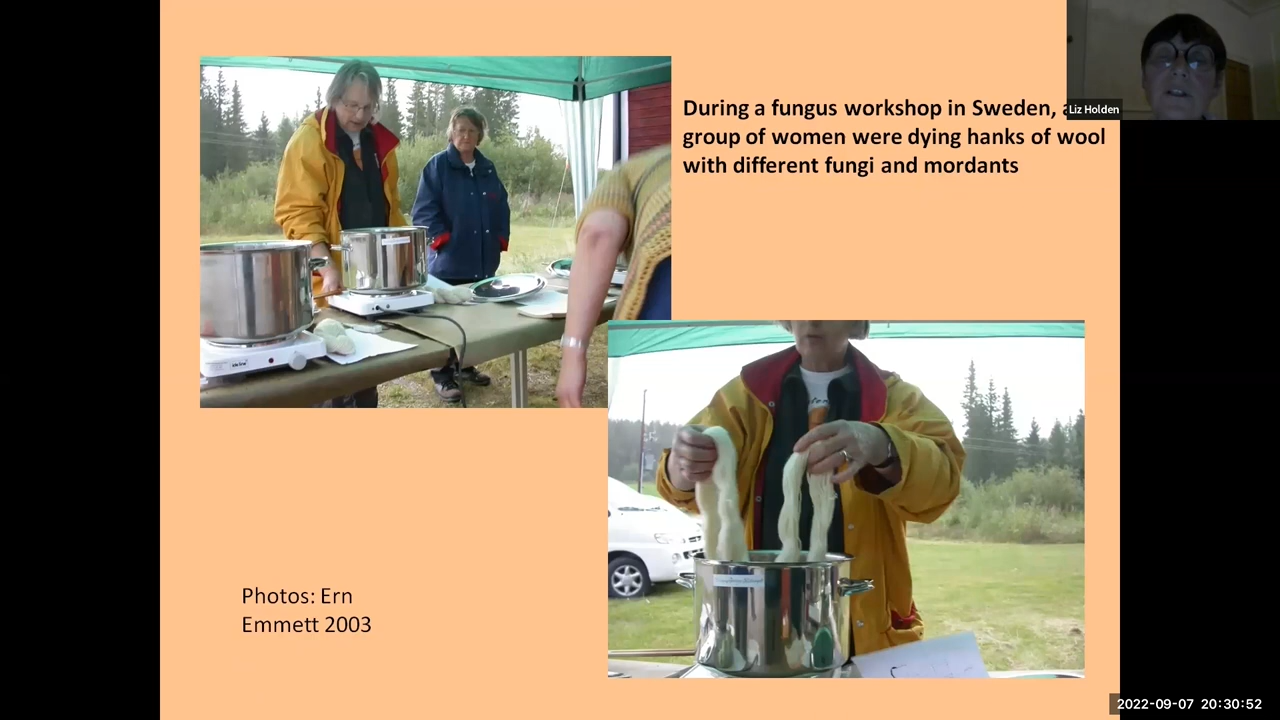 During a fungus workshop in Sweden, a
group of women were dying hanks of wool
with different fungi and mordants
Liz Holden
Photos: Ern
Emmett 2003
2022-09-07 20:30:52